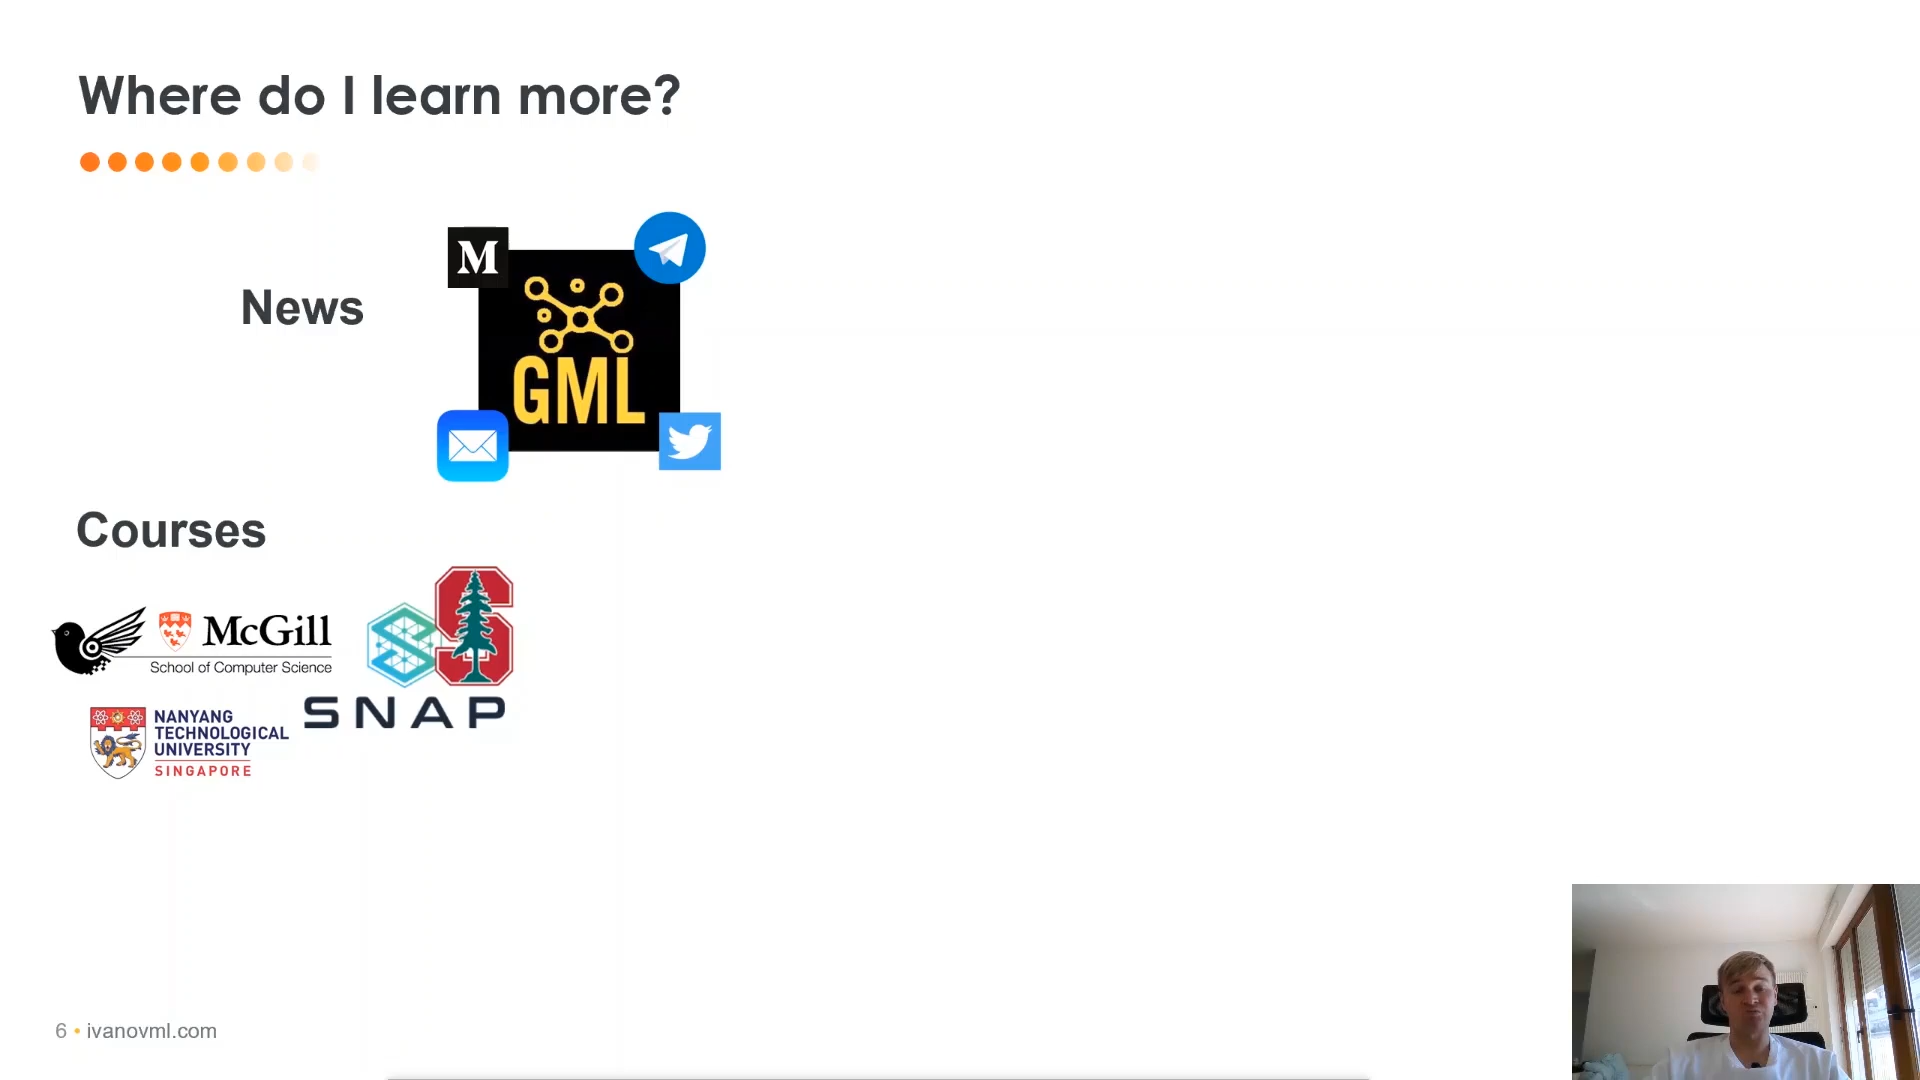 Where do I learn more?
M
News
GML
Courses
McGill
School of Computer Science
SNAP
NANYANG
TECHNOLOGICAL
UNIVERSITY
SINGAPORE
6 • ivanovml.com